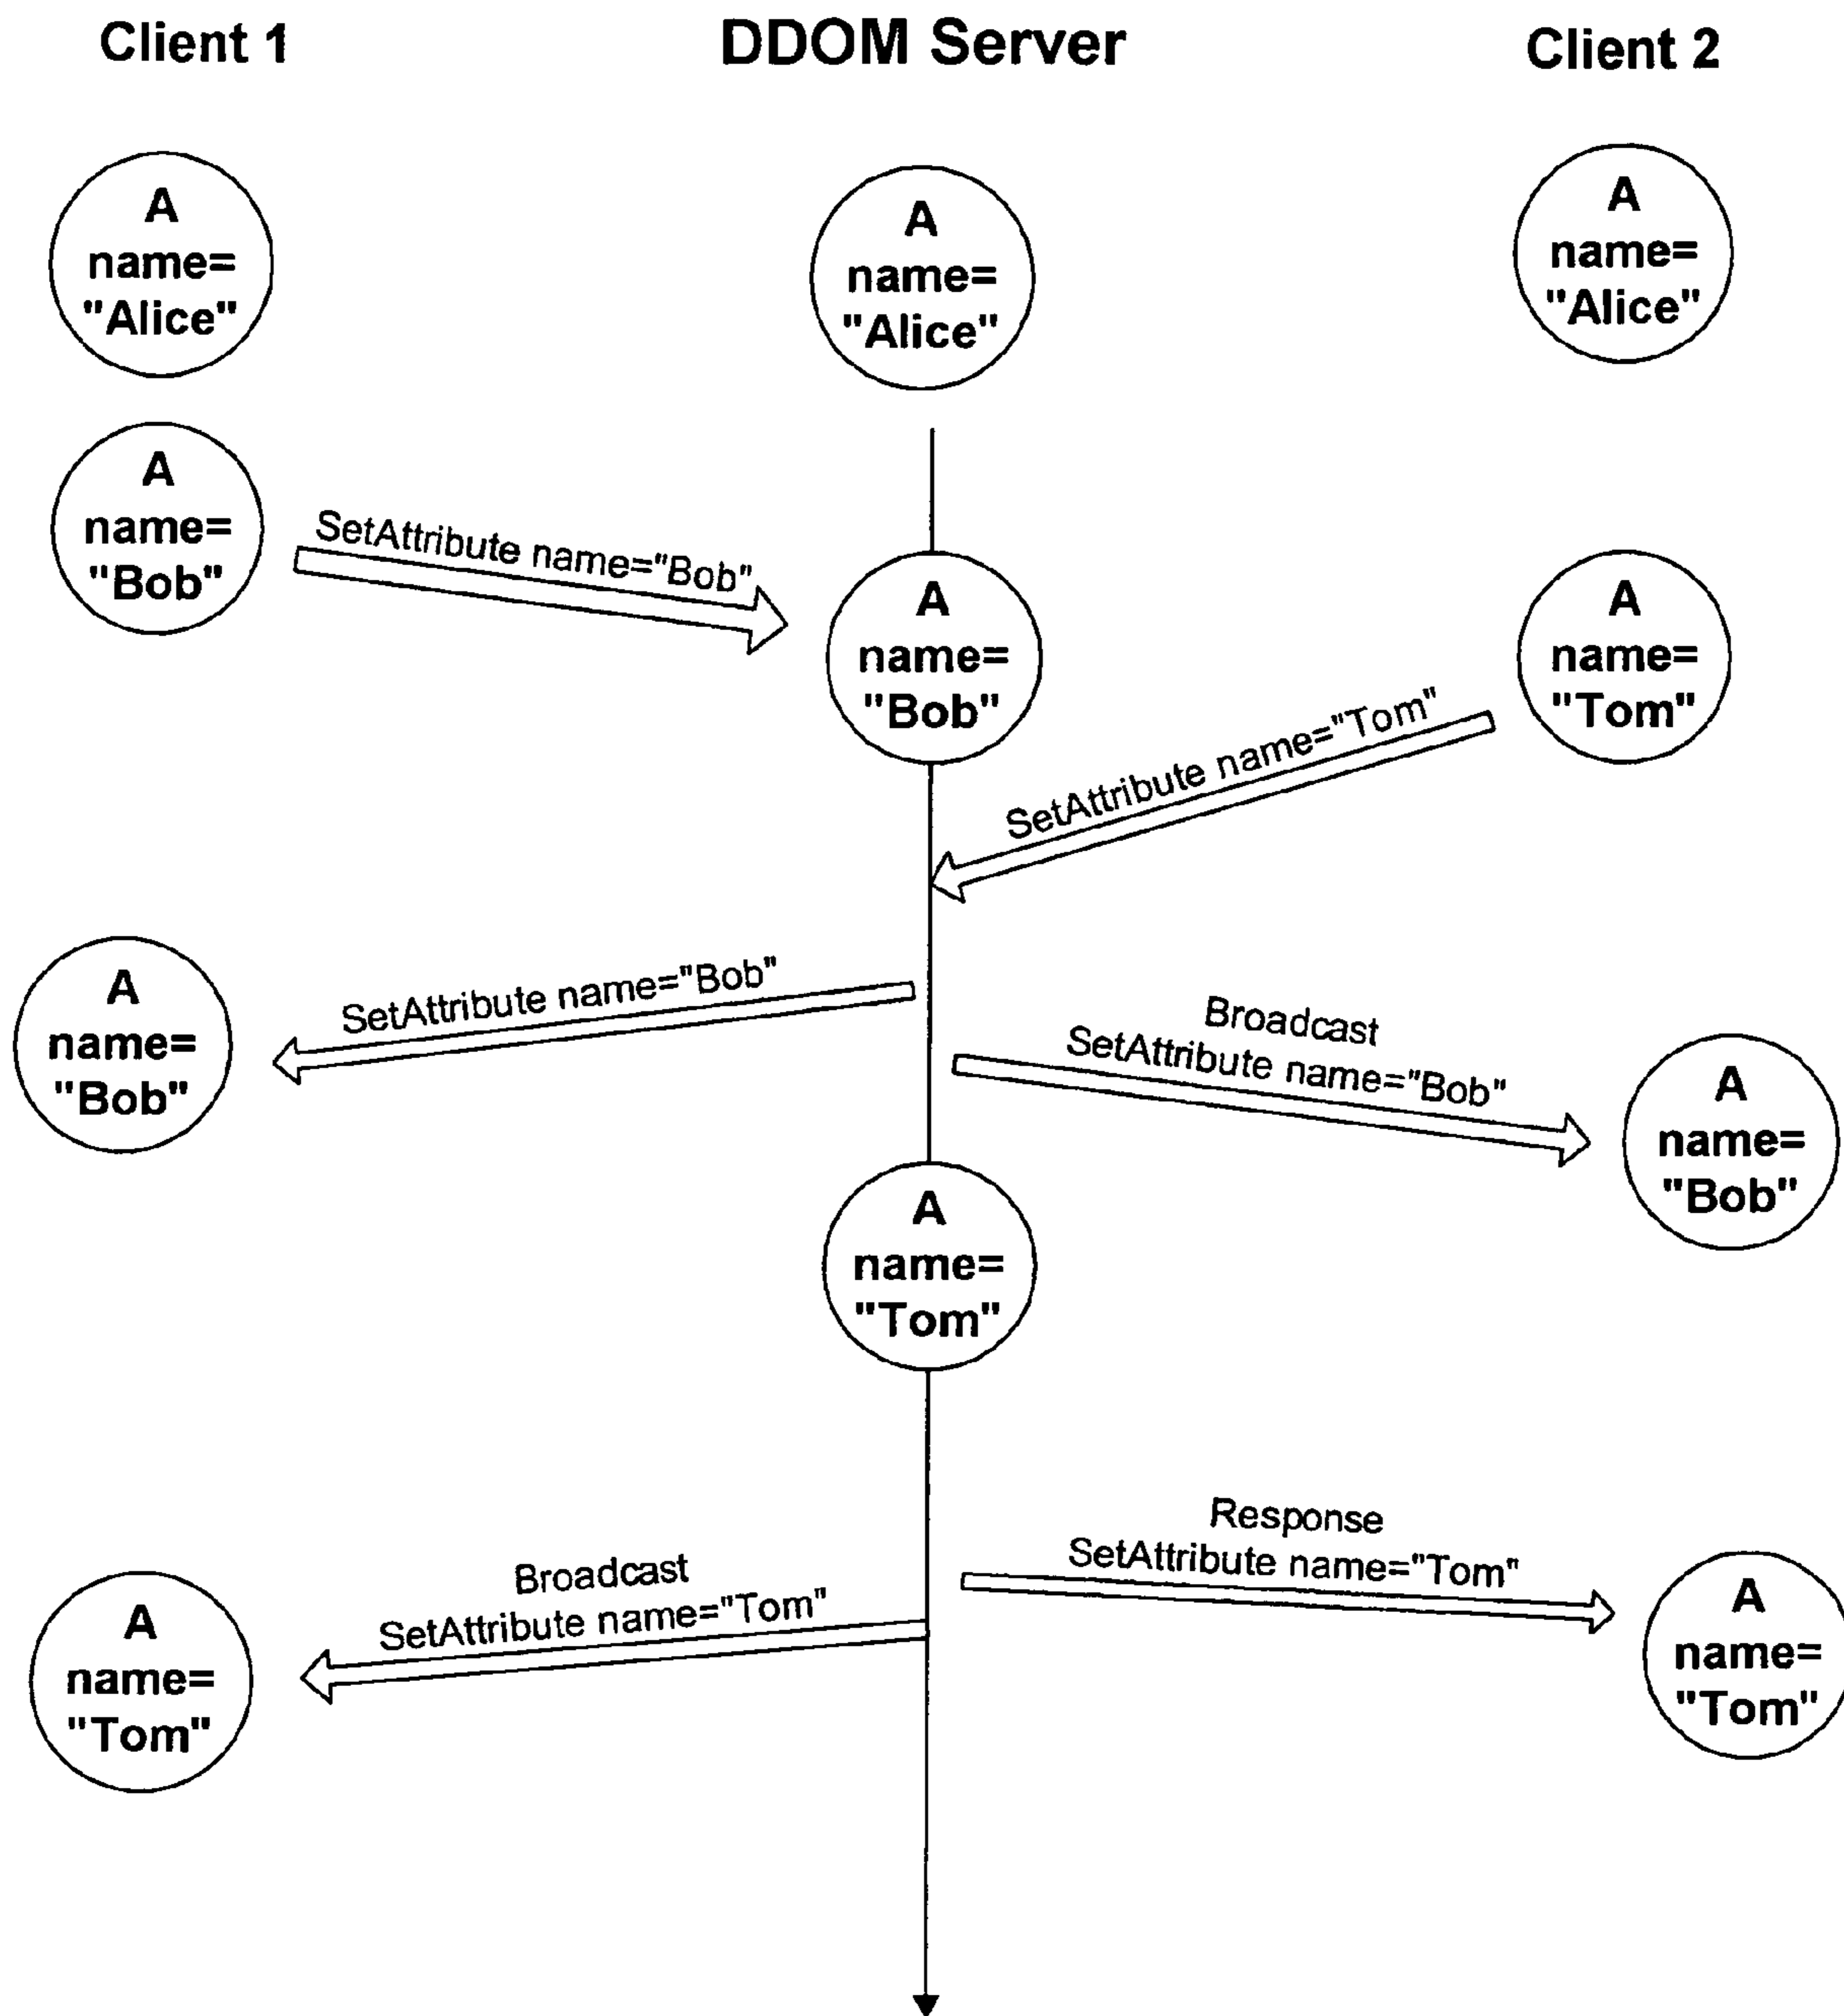 Client 1
DDOM Server
Client 2
A
name=
"Alice"
A
name=
"Alice"
A
name=
"Alice"
A
name=
"Bob"
SetAttribute name="Bob"
A
name=
"Bob"
A
name=
"Tom"
SetAttribute name="Tom"
A
name=
"Bob"
SetAttribute name="Bob"
Broadcast
SetAttribute name="Bob"
A
name=
"Bob"
A
name=
"Tom"
Broadcast
SetAttribute name="Tom"
Response
SetAttribute name="Tom"
A
name=
"Tom"
A
name=
"Tom"